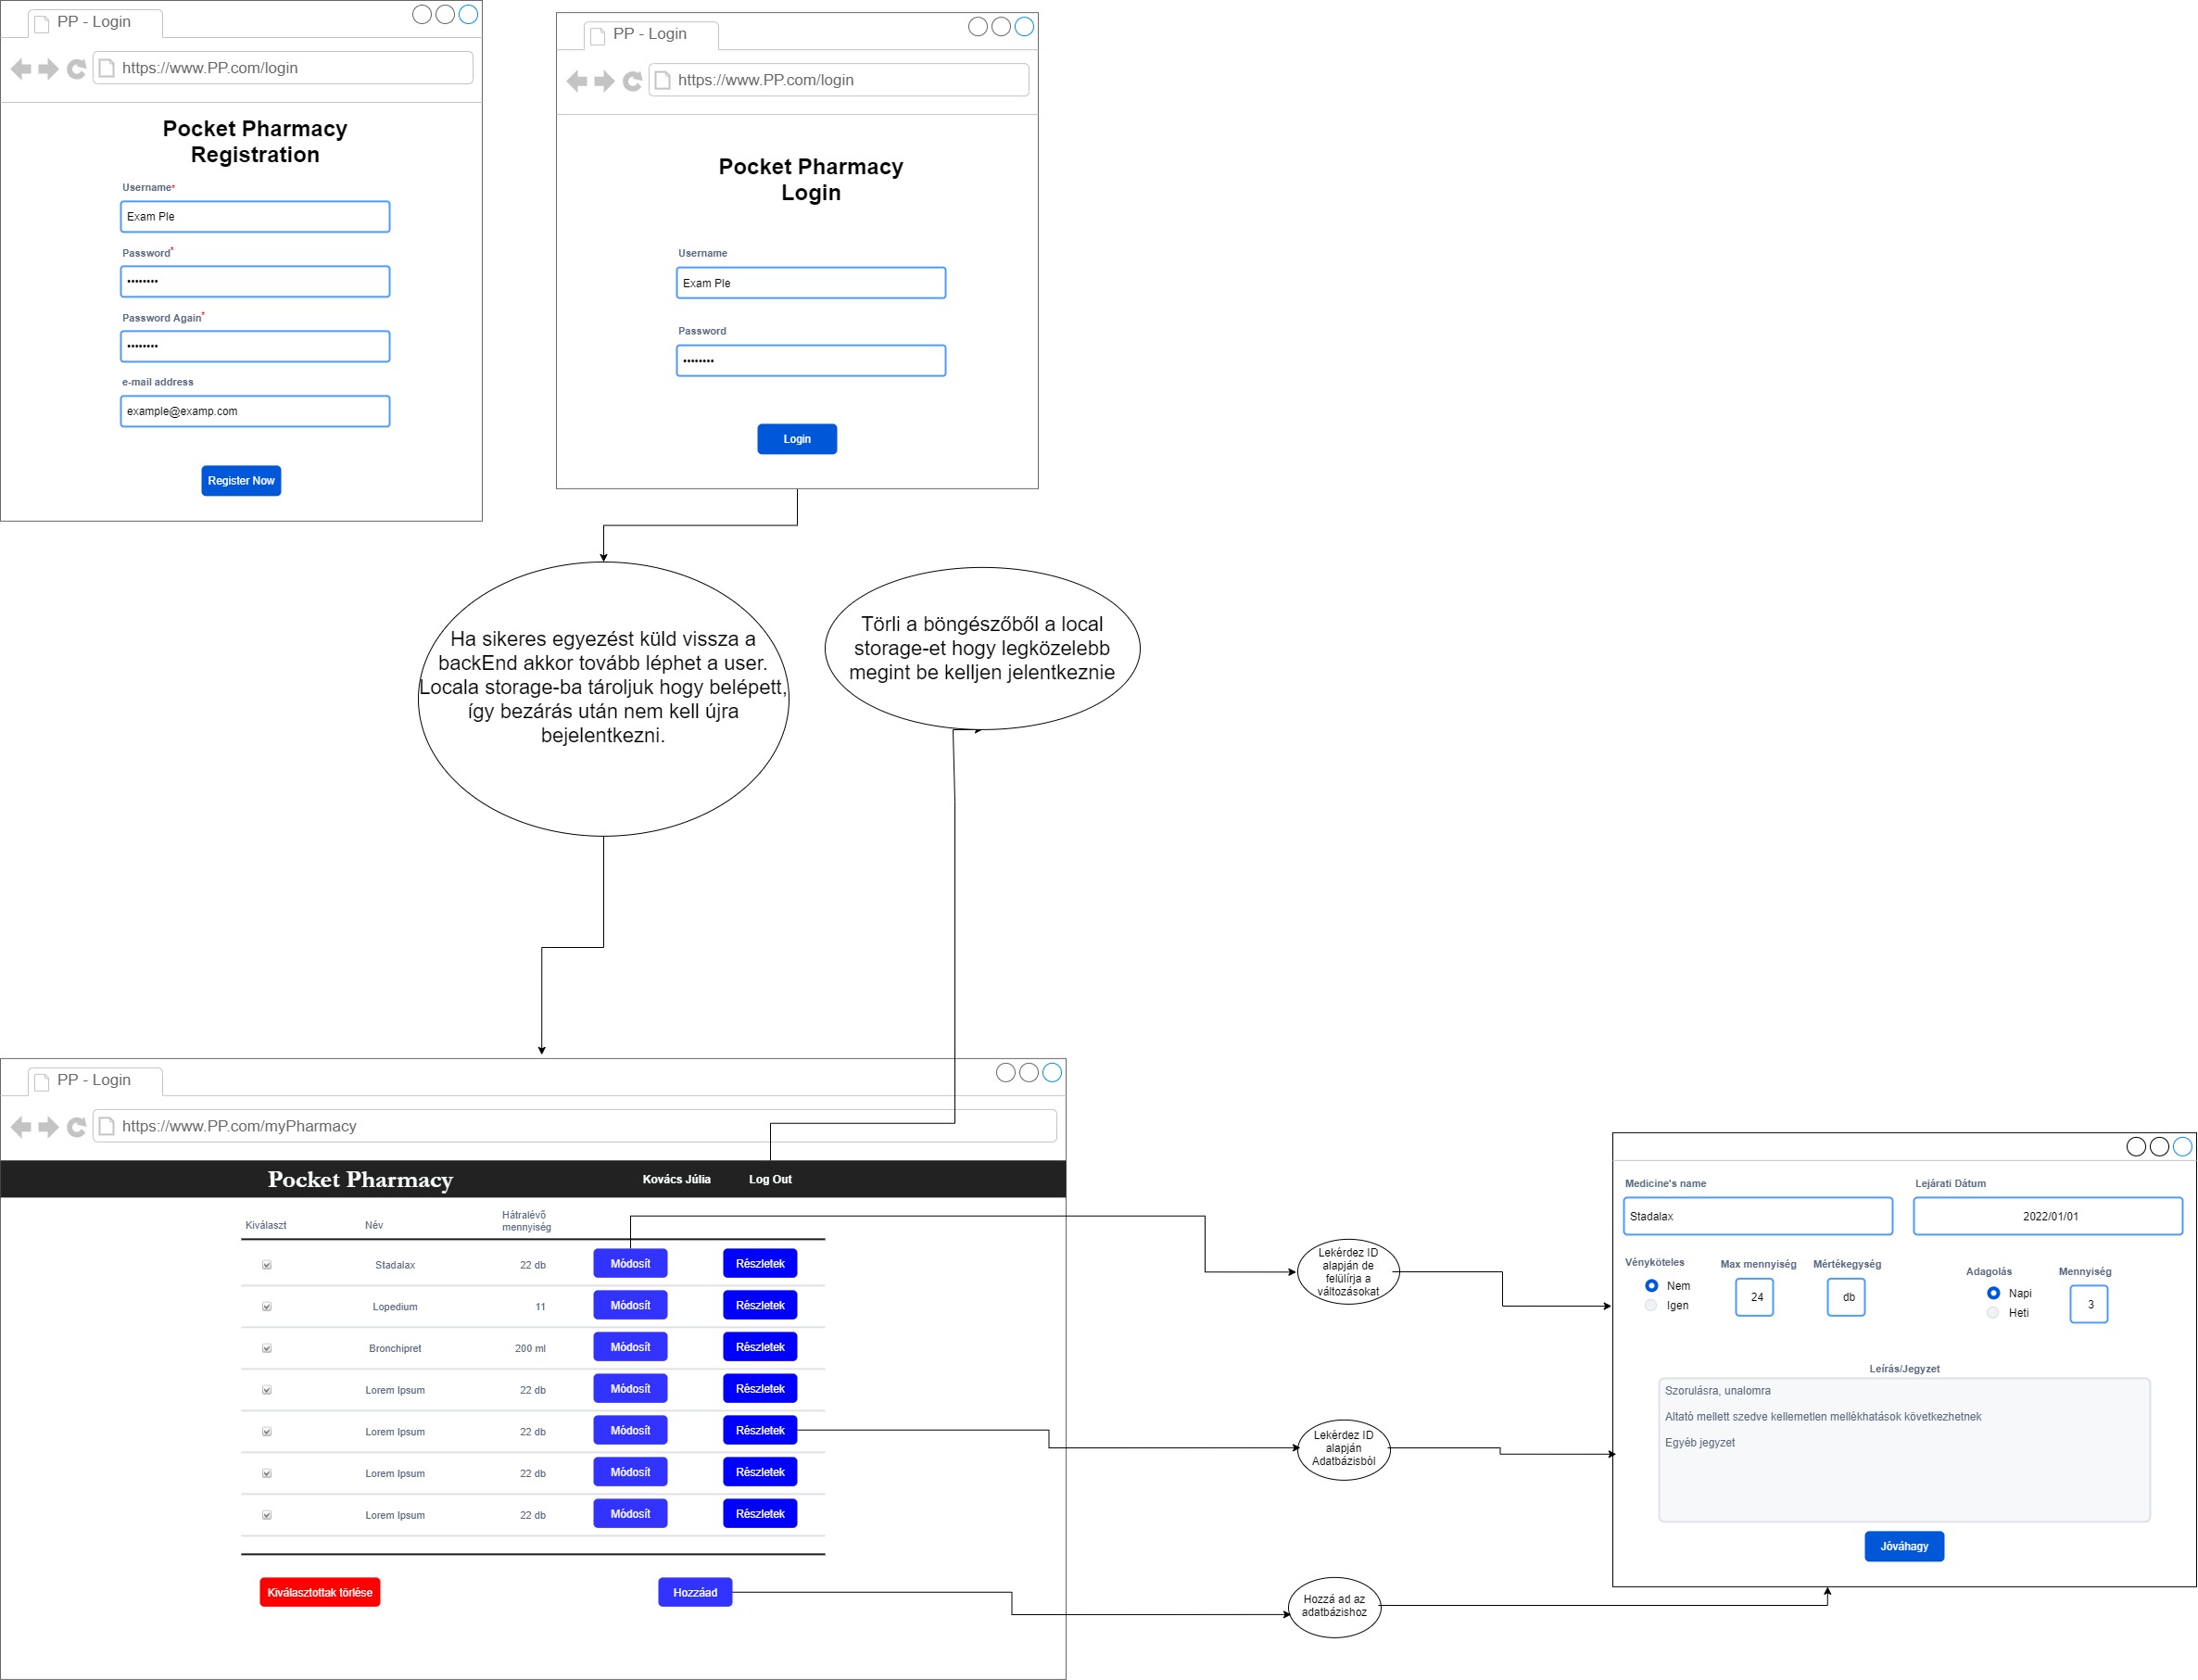 PP - Login
https://www.PP.com/login
Pocket Pharmacy
Registration
Username*
Exam Ple
Password*
••••••••
Password Again*
••••••••
e-mail address
example@examp.com
Register Now
PP - Login
https://www.PP.com/login
Pocket Pharmacy
Login
Username
Exam Ple
Password
••••••••
Login
Ha sikeres egyezést küld vissza a
backEnd akkor tovább léphet a user.
Locala storage-ba tároljuk hogy belépett,
így bezárás után nem kell újra
bejelentkezni.
Törli a böngészőből a local
storage-et hogy legközelebb
megint be kelljen jelentkeznie
PP - Login
https://www.PP.com/myPharmacy
Pocket Pharmacy Kovács Júlia Log Out
Kiválaszt Név Hátralévő
mennyiség
Stadalax 22 db Módosít Részletek
Lopedium 11 Módosít Részletek
Bronchipret 200 ml Módosít Részletek
Lorem Ipsum 22 db Módosít Részletek
Lorem Ipsum 22 db Módosít Részletek
Lorem Ipsum 22 db Módosít Részletek
Lorem Ipsum 22 db Módosít Részletek
Kiválasztottak törlése Hozzáad
Lekérdez ID
alapján de
felülírja a
változásokat
Lekérdez ID
alapján
Adatbázisból
Hozzá ad az
adatbázishoz
Medicine's name Lejárati Dátum
Stadalax 2022/01/01
Vényköteles Max mennyiség Mértékegység Adagolás Mennyiség
Nem 24 db Napi 3
Igen Heti
Leírás/Jegyzet
Szorulásra, unalomra
Altató mellett szedve kellemetlen mellékhatások következhetnek
Egyéb jegyzet
Jóváhagy